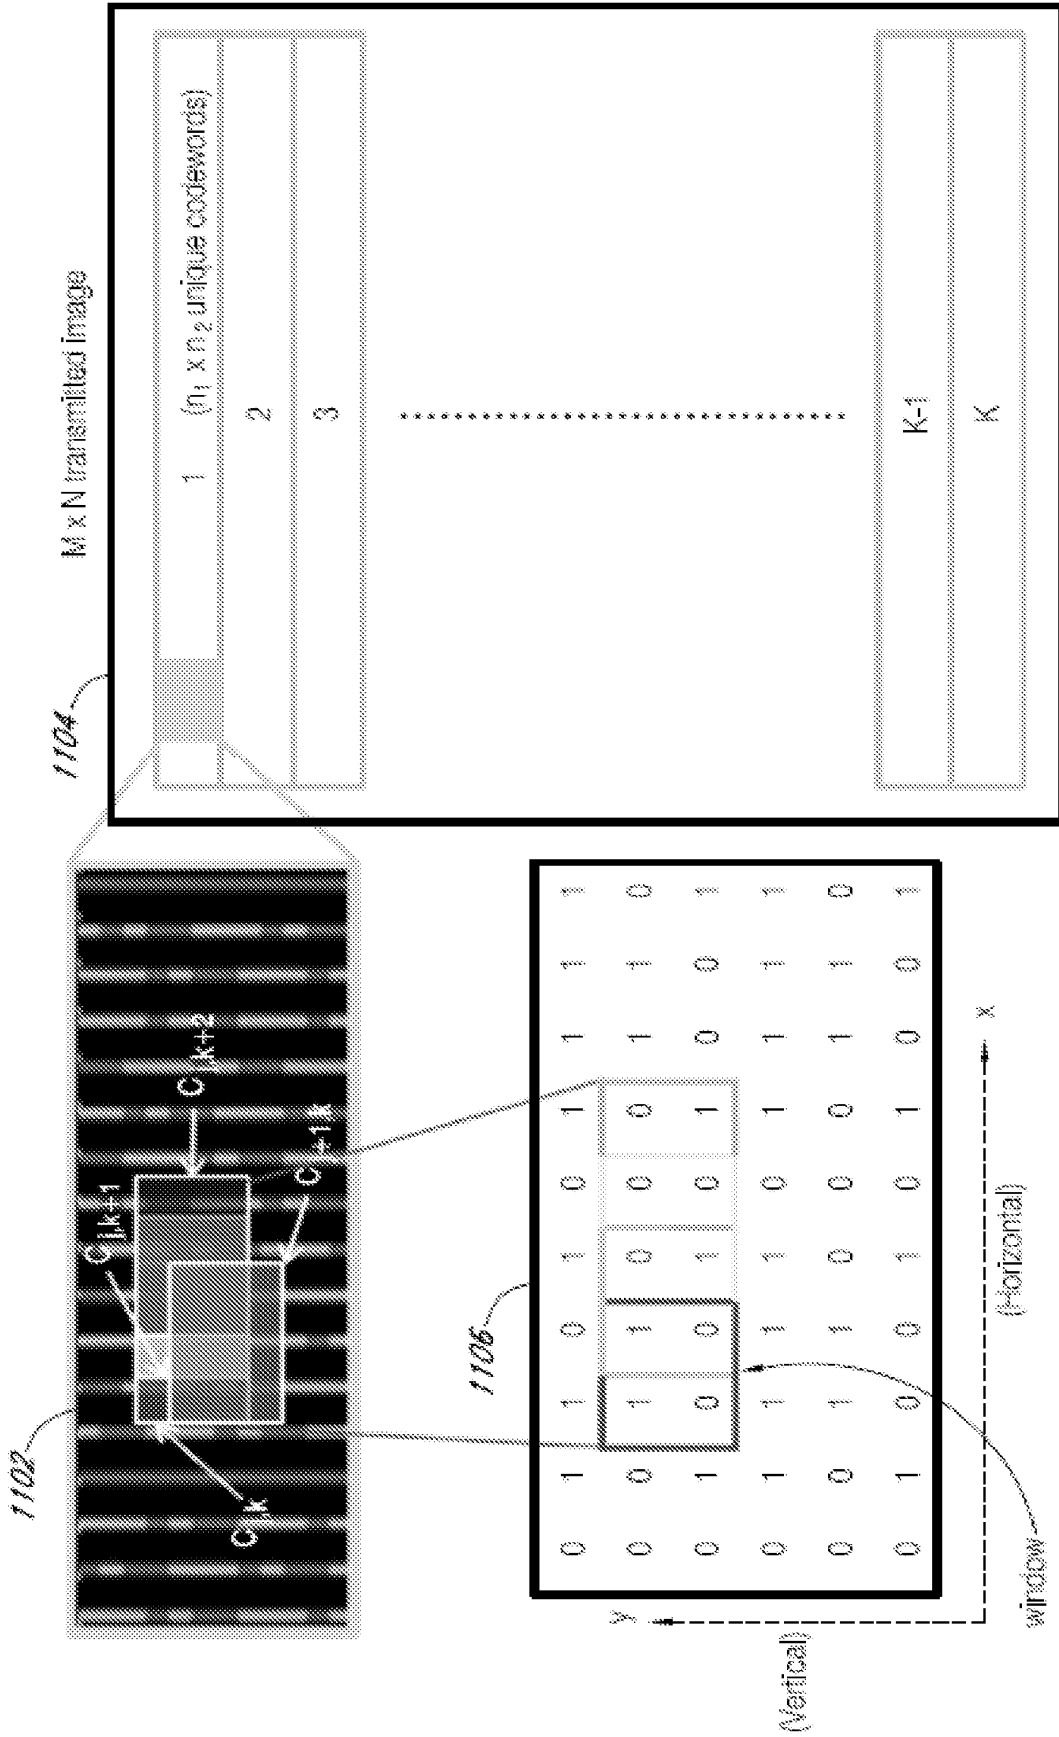 1102
C j,k
C j,k+1
C j,k+2
C j+1,k
1104
M x N transmitted image
1 (n1 x n2 unique codewords)
2
3
K-1
K
1106
0 1 1 0 1 0 1 1 1 1
0 0 1 1 0 0 0 1 1 0
0 1 0 0 1 0 1 0 0 1
0 1 1 1 1 0 1 1 1 1
0 0 1 1 0 0 0 1 1 0
0 1 0 0 1 0 1 0 0 1
y
(Vertical)
x
(Horizontal)
window